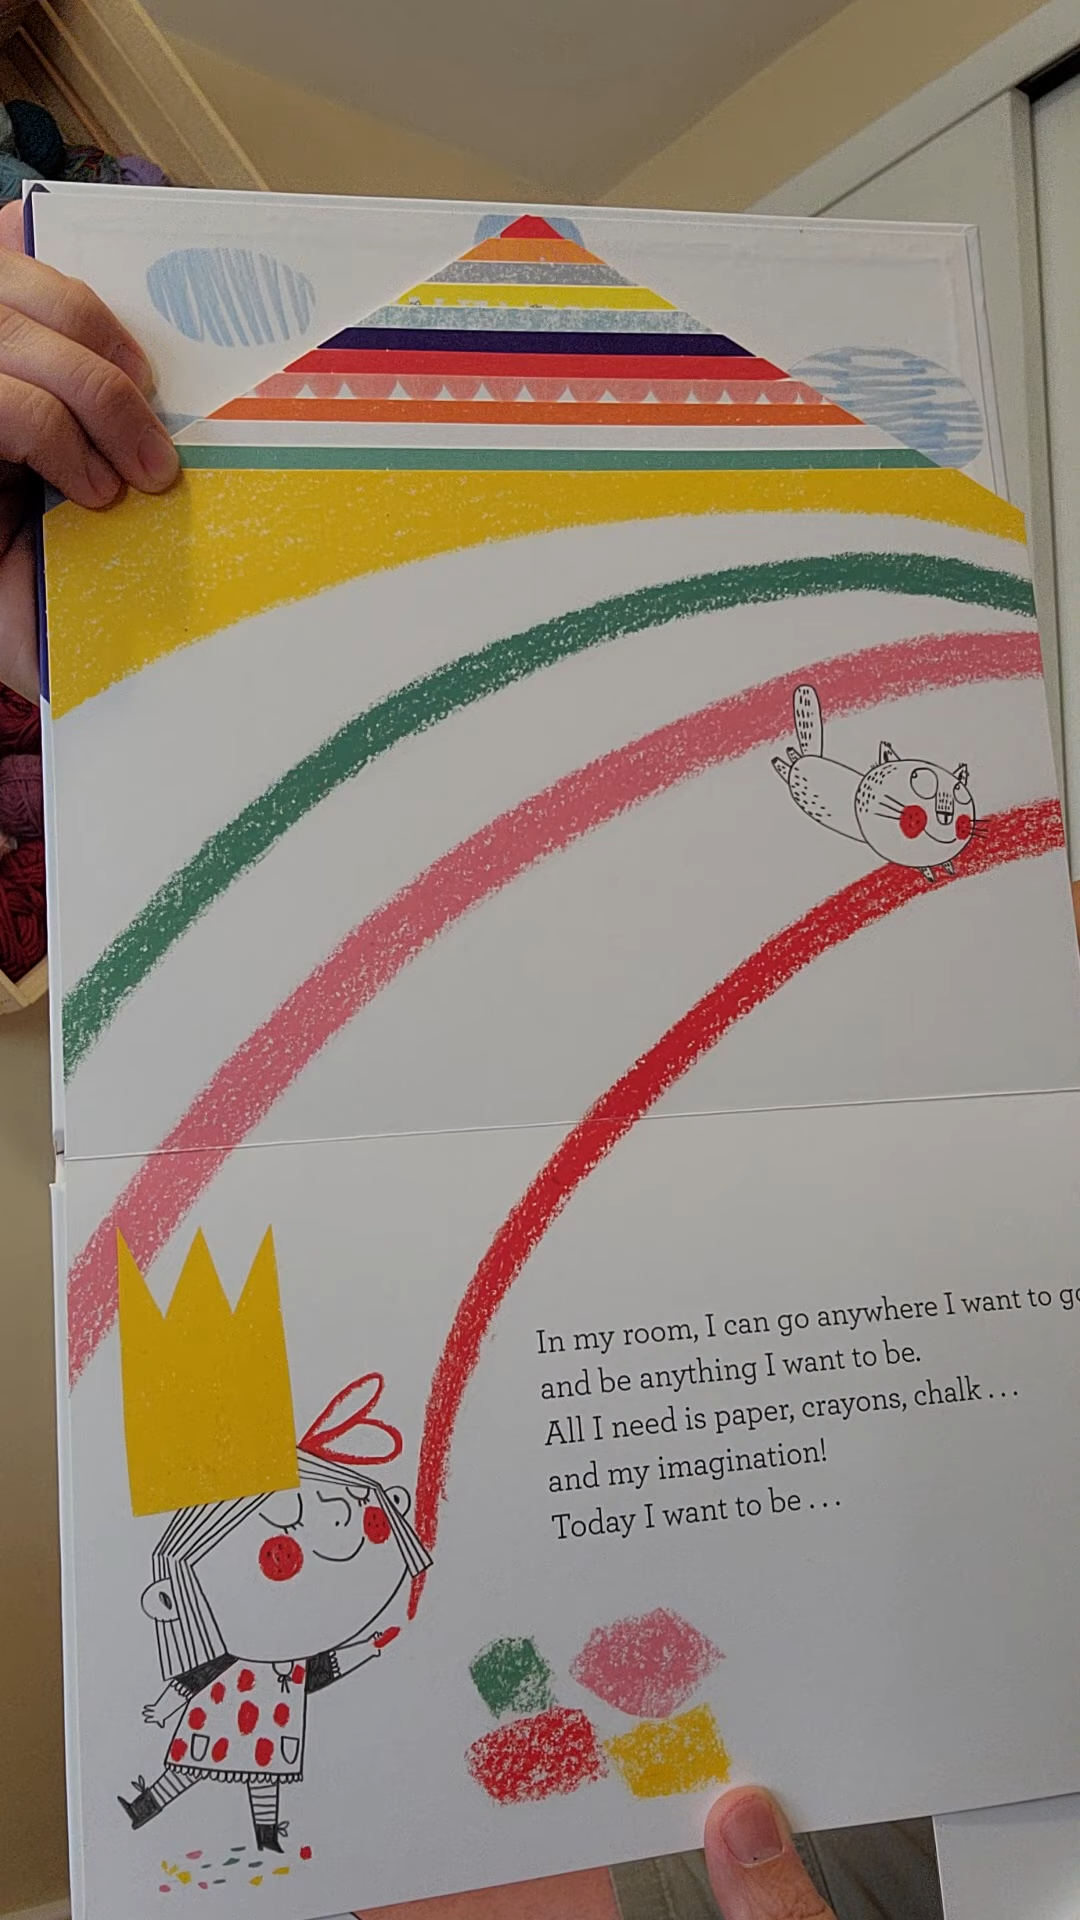 In my room, I can go anywhere I want to go
and be anything I want to be.
All I need is paper, crayons, chalk . . .
and my imagination!
Today I want to be . . .